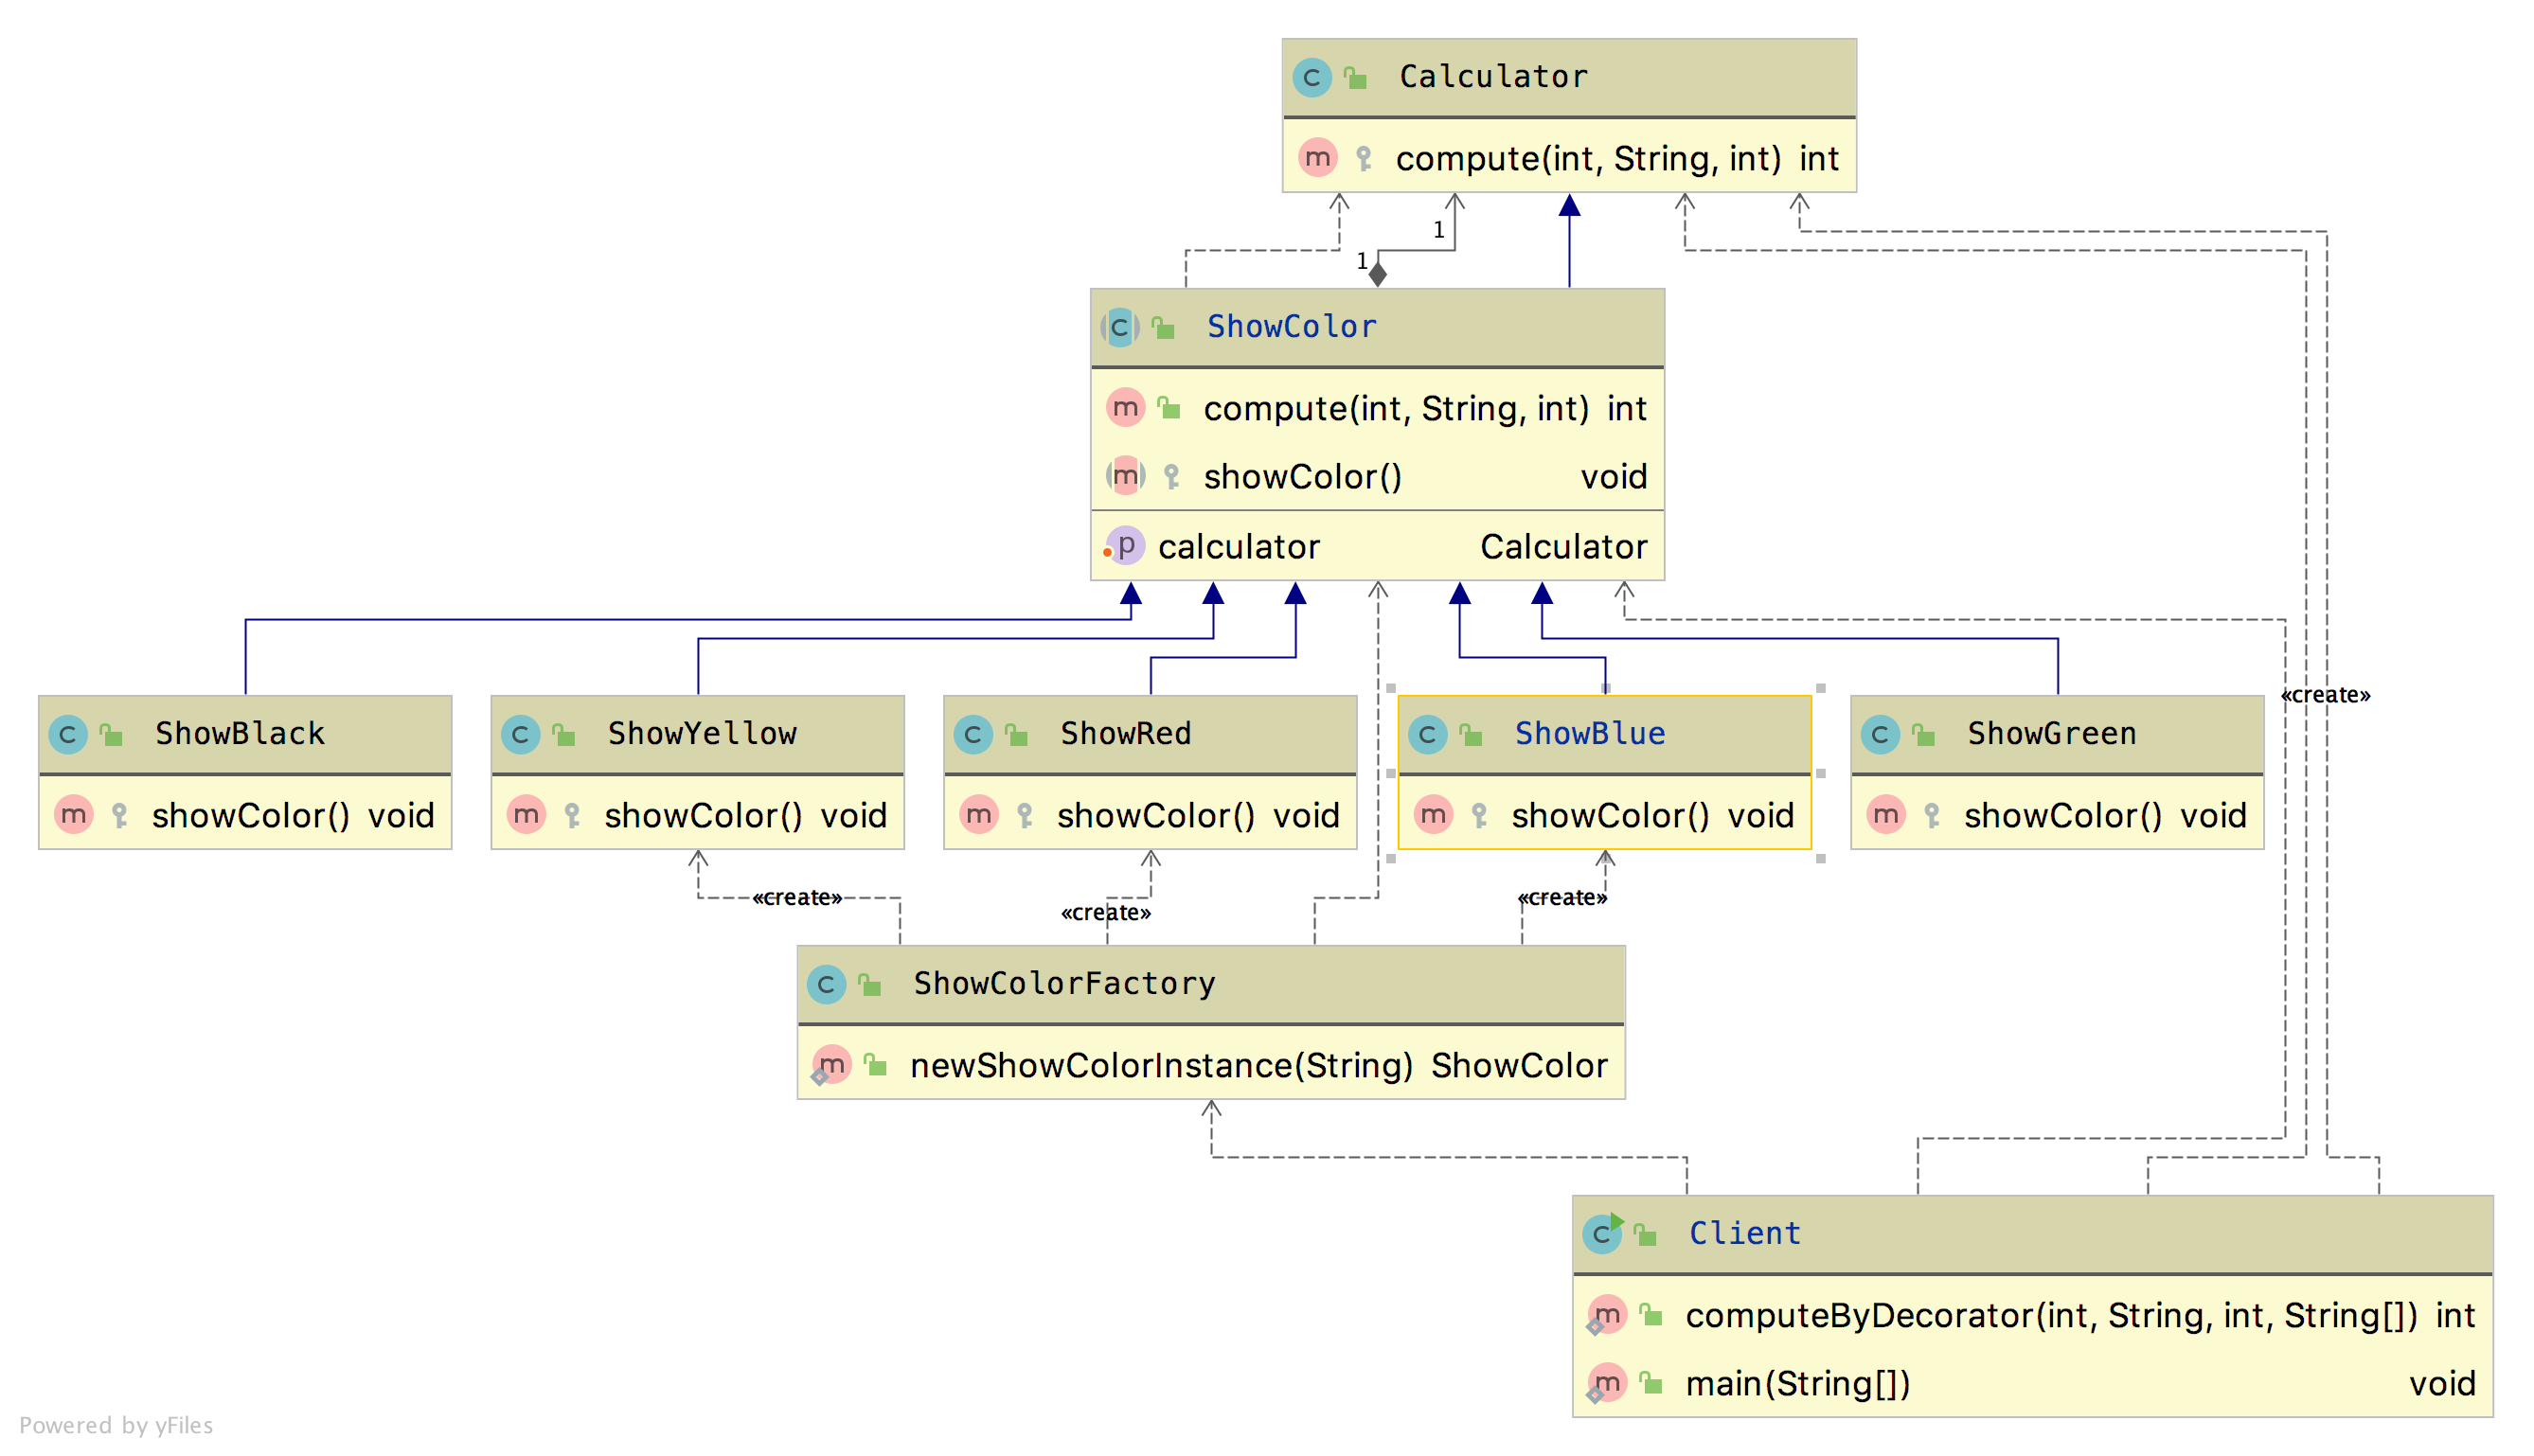 C Calculator
m compute(int, String, int) int
1
1
C ShowColor
m compute(int, String, int) int
m showColor() void
p calculator Calculator
C ShowBlack
m showColor() void
C ShowYellow
m showColor() void
C ShowRed
m showColor() void
C ShowBlue
m showColor() void
C ShowGreen
m showColor() void
«create»
«create»
«create»
«create»
C ShowColorFactory
m newShowColorInstance(String) ShowColor
C Client
m computeByDecorator(int, String, int, String[]) int
m main(String[]) void
Powered by yFiles